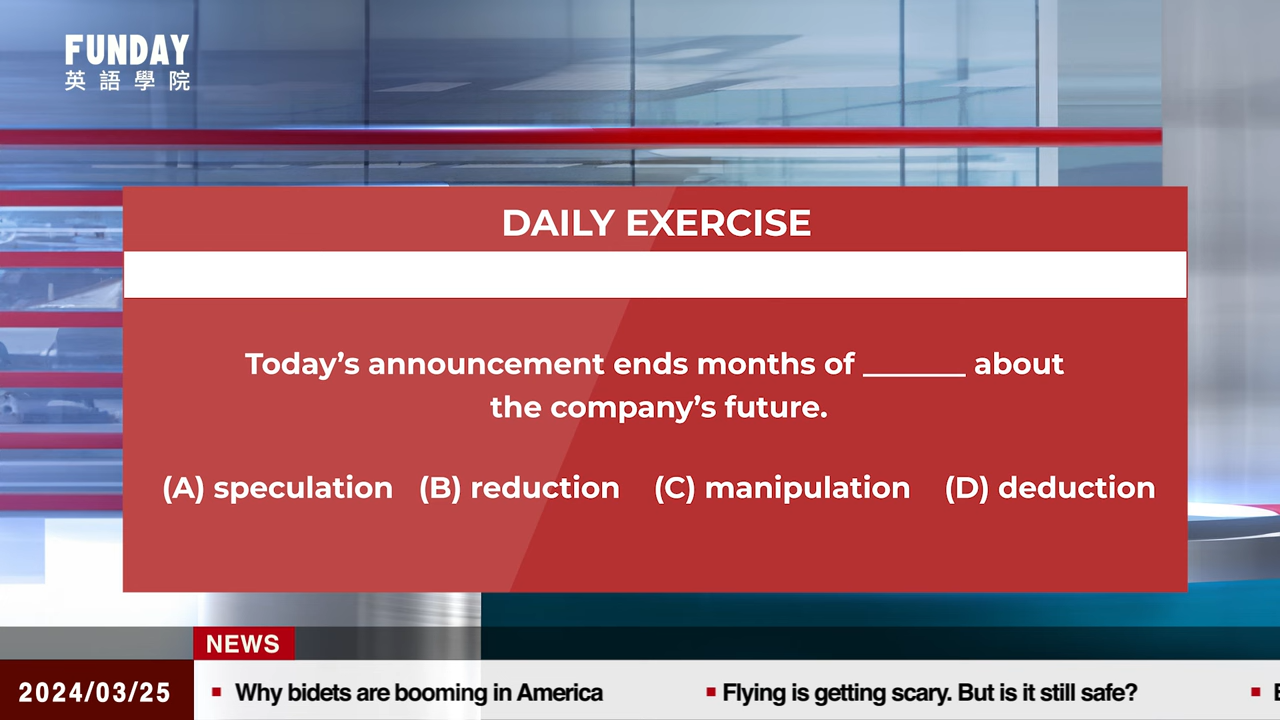 FUNDAY
英語學院
DAILY EXERCISE
Today's announcement ends months of _______ about
the company's future.
(A) speculation (B) reduction (C) manipulation (D) deduction
NEWS
2024/03/25 ▪ Why bidets are booming in America ▪ Flying is getting scary. But is it still safe? ▪